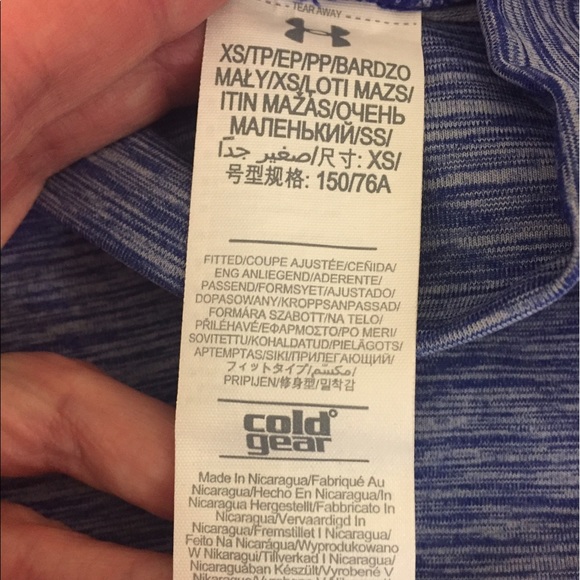 TEAR AWAY
XS/TP/EP/PP/BARDZO
MAŁY/XS/LOTI MAZS/
ITIN MAŽAS/ОЧЕНЬ
МАЛЕНЬКИЙ/SS/
صغير جدًا/尺寸: XS/
号型规格: 150/76A
FITTED/COUPE AJUSTÉE/CEÑIDA/
ENG ANLIEGEND/ADERENTE/
PASSEND/FORMSYET/AJUSTADO/
DOPASOWANY/KROPPSANPASSAD/
FORMÁRA SZABOTT/NA TELO/
PŘILÉHAVÉ/ΕΦΑΡΜΟΣΤΟ/PO MERI/
SOVITETTU/KOHALDATUD/PIELĀGOTS/
APTEMPTAS/SIKI/ПРИЛЕГАЮЩИЙ/
フィットタイプ/مكسّم/
PRIPIJEN/修身型/밀착감
cold
gear
Made In Nicaragua/Fabriqué Au
Nicaragua/Hecho En Nicaragua/In
Nicaragua Hergestellt/Fabbricato In
Nicaragua/Vervaardigd In
Nicaragua/Fremstillet I Nicaragua/
Feito Na Nicarágua/Wyprodukowano
W Nikaragui/Tillverkad I Nicaragua/
Nicaraguában Készült/Vyrobené V